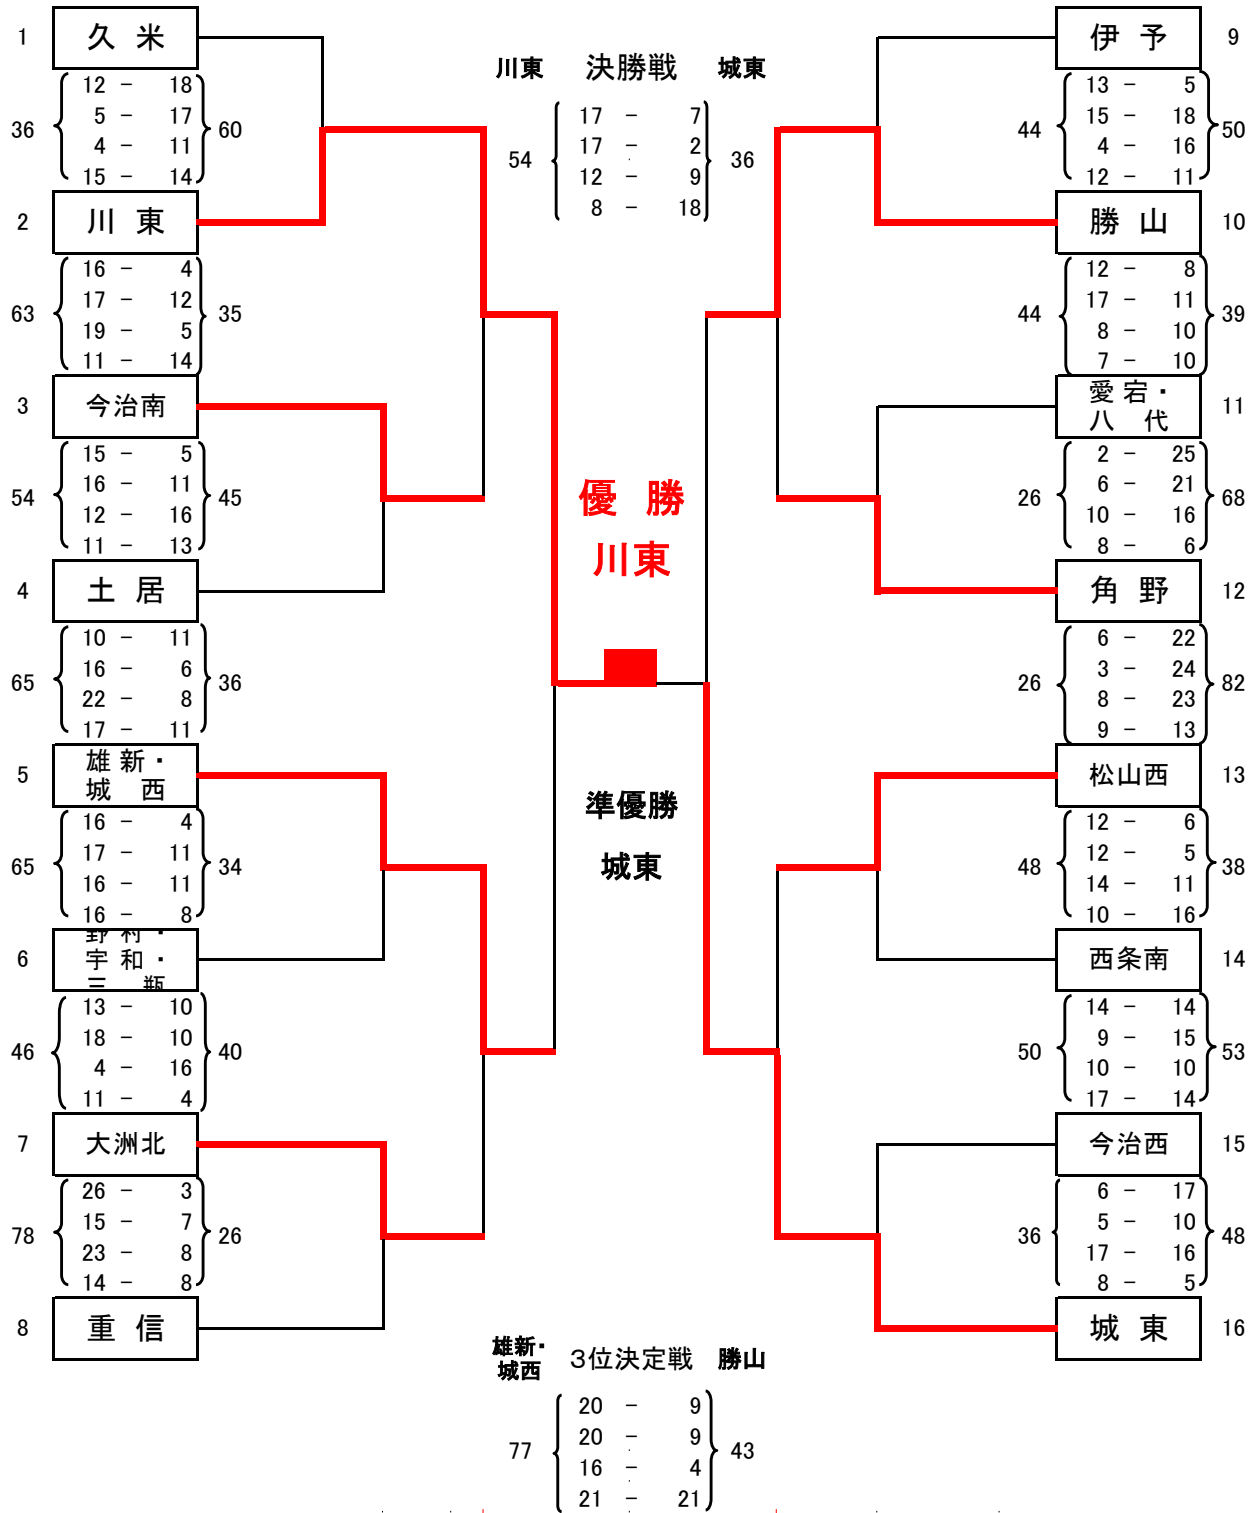 1
久 米
12 - 18
5 - 17
36
60
4 - 11
15 - 14
2
川 東
16 - 4
17 - 12
63
35
19 - 5
11 - 14
3
今治南
15 - 5
16 - 11
54
45
12 - 16
11 - 13
4
土 居
10 - 11
16 - 6
65
36
22 - 8
17 - 11
5
雄 新・
城 西
16 - 4
17 - 11
65
34
16 - 11
16 - 8
6
野 村・
宇 和・
三 瓶
13 - 10
18 - 10
46
40
4 - 16
11 - 4
7
大洲北
26 - 3
15 - 7
78
26
23 - 8
14 - 8
8
重 信
川東 決勝戦 城東
17 - 7
17 - 2
54
36
12 - 9
8 - 18
優 勝
川東
準優勝
城東
雄新・
城西
3位決定戦 勝山
20 - 9
20 - 9
77
43
16 - 4
21 - 21
伊 予
9
13 - 5
15 - 18
44
50
4 - 16
12 - 11
勝 山
10
12 - 8
17 - 11
44
39
8 - 10
7 - 10
愛 宕・
八 代
11
2 - 25
6 - 21
26
68
10 - 16
8 - 6
角 野
12
6 - 22
3 - 24
26
82
8 - 23
9 - 13
松山西
13
12 - 6
12 - 5
48
38
14 - 11
10 - 16
西条南
14
14 - 14
9 - 15
50
53
10 - 10
17 - 14
今治西
15
6 - 17
5 - 10
36
48
17 - 16
8 - 5
城 東
16